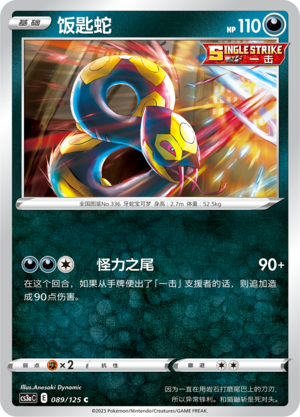 基础 饭匙蛇 HP 110
SINGLE STRIKE
一击
全国图鉴No.336 牙蛇宝可梦 身高：2.7m 体重：52.5kg
怪力之尾 90+
在这个回合，如果从手牌使出了「一击」支援者的话，则追加造
成90点伤害。
弱点 ×2 抗性 撤退
Illus.Anesaki Dynamic
CS3aC E 089/125 C
因为一直在用岩石打磨尾巴上的刀刃，
所以异常锋利。和猫鼬斩是死对头。
©2023 Pokémon/Nintendo/Creatures/GAME FREAK.